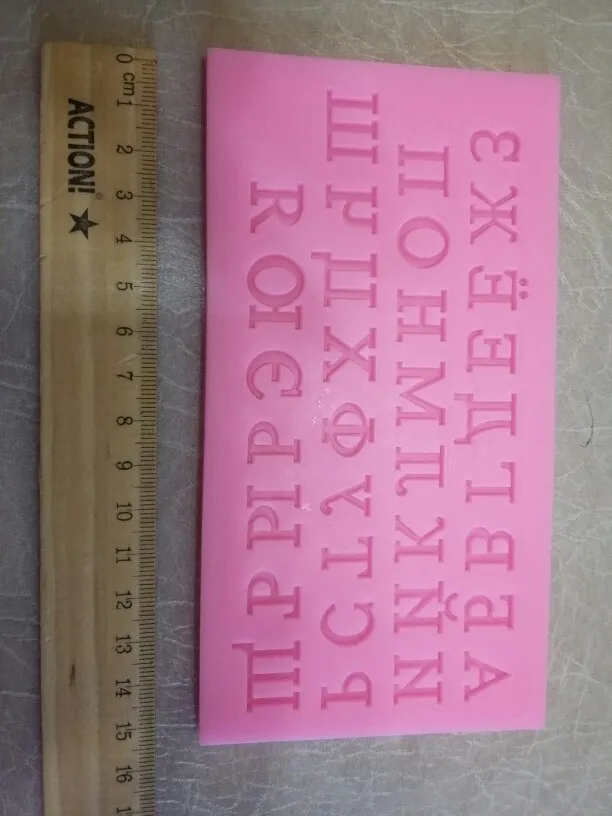 ACTION!
0 cm 1 2 3 4 5 6 7 8 9 10 11 12 13 14 15 16
А Б В Г Д Е Ё Ж З
И Й К Л М Н О П
Р С Т У Ф Х Ц Ч Ш
Щ Ъ Ы Ь Э Ю Я